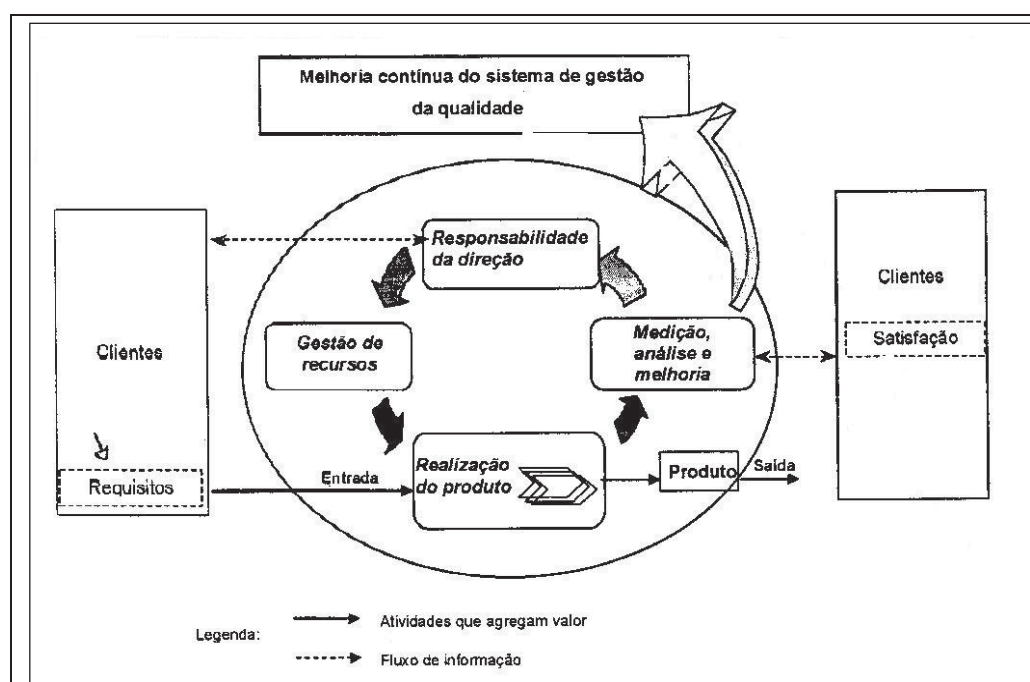 Melhoria contínua do sistema de gestão
da qualidade
Responsabilidade
da direção
Clientes
Gestão de
recursos
Medição,
análise e
melhoria
Clientes
Satisfação
Requisitos
Entrada
Realização
do produto
Produto
Saída
Legenda:
Atividades que agregam valor
Fluxo de informação